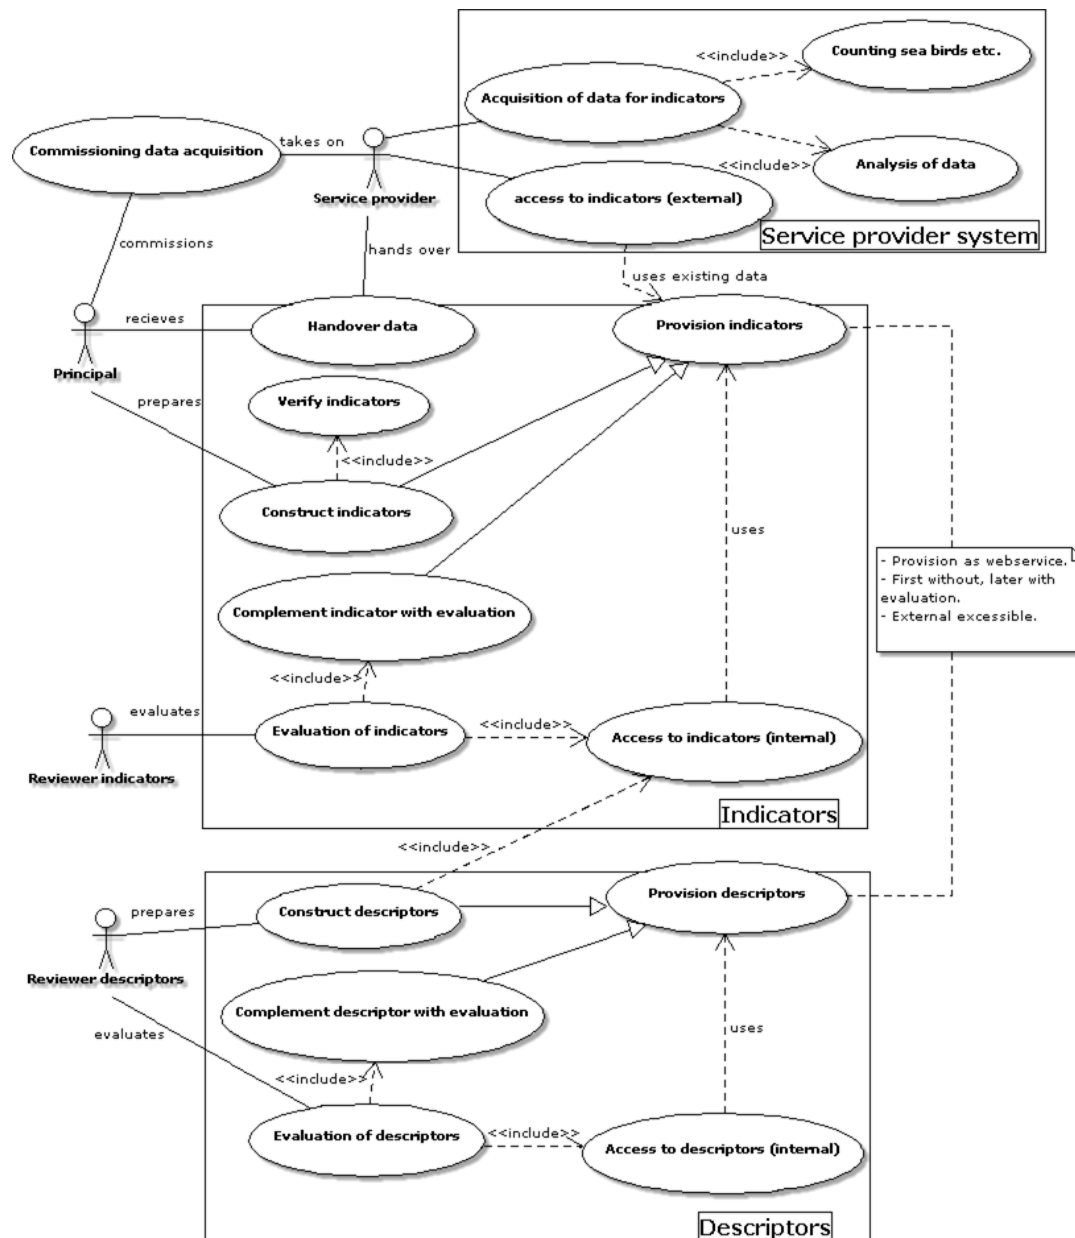 <<include>>
Counting sea birds etc.
Acquisition of data for indicators
Commissioning data acquisition
takes on
Service provider
<<include>>
Analysis of data
access to indicators (external)
Service provider system
commissions
hands over
uses existing data
recieves
Handover data
Provision indicators
Principal
prepares
Verify indicators
<<include>>
Construct indicators
uses
- Provision as webservice.
- First without, later with
evaluation.
- External excessible.
Complement indicator with evaluation
<<include>>
evaluates
Evaluation of indicators
<<include>>
Access to indicators (internal)
Reviewer indicators
Indicators
<<include>>
prepares
Construct descriptors
Provision descriptors
Reviewer descriptors
Complement descriptor with evaluation
evaluates
uses
<<include>>
Evaluation of descriptors
<<include>>
Access to descriptors (internal)
Descriptors